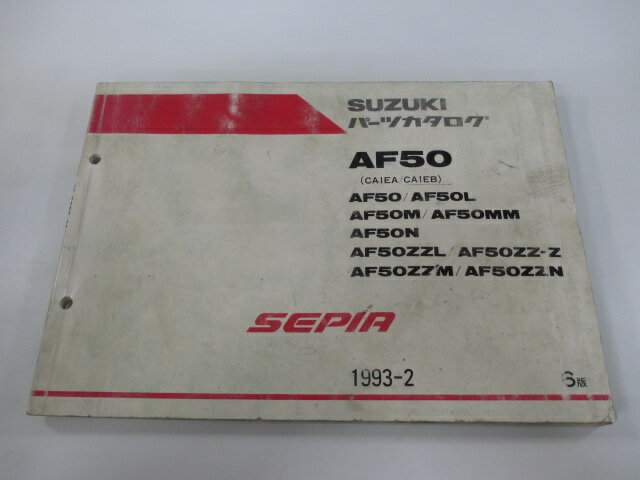 SUZUKI
パーツカタログ
AF50
(CA1EA/CA1EB)
AF50/AF50L
AF50M/AF50MM
AF50N
AF50ZZL/AF50ZZ-Z
AF50ZZM/AF50ZZN
SEPIA
1993-2
6版